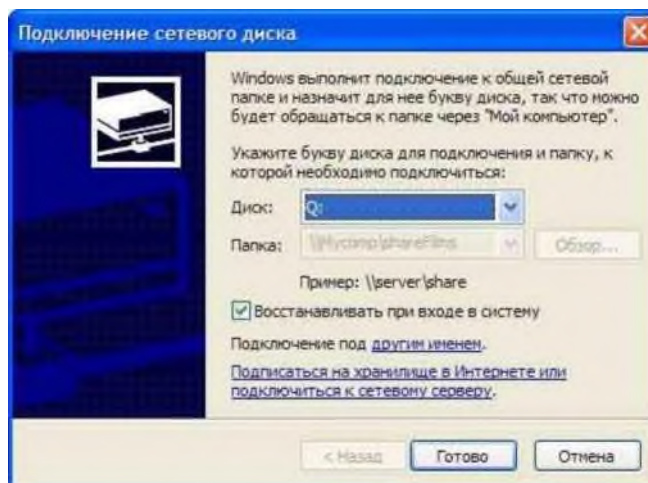 Подключение сетевого диска
Windows выполнит подключение к общей сетевой
папке и назначит для нее букву диска, так что можно
будет обращаться к папке через "Мой компьютер".
Укажите букву диска для подключения и папку, к
которой необходимо подключиться:
Диск: Q:
Папка: \\Mycomp\shareFilms Обзор...
Пример: \\server\share
Восстанавливать при входе в систему
Подключение под другим именем.
Подписаться на хранилище в Интернете или
подключиться к сетевому серверу.
< Назад Готово Отмена